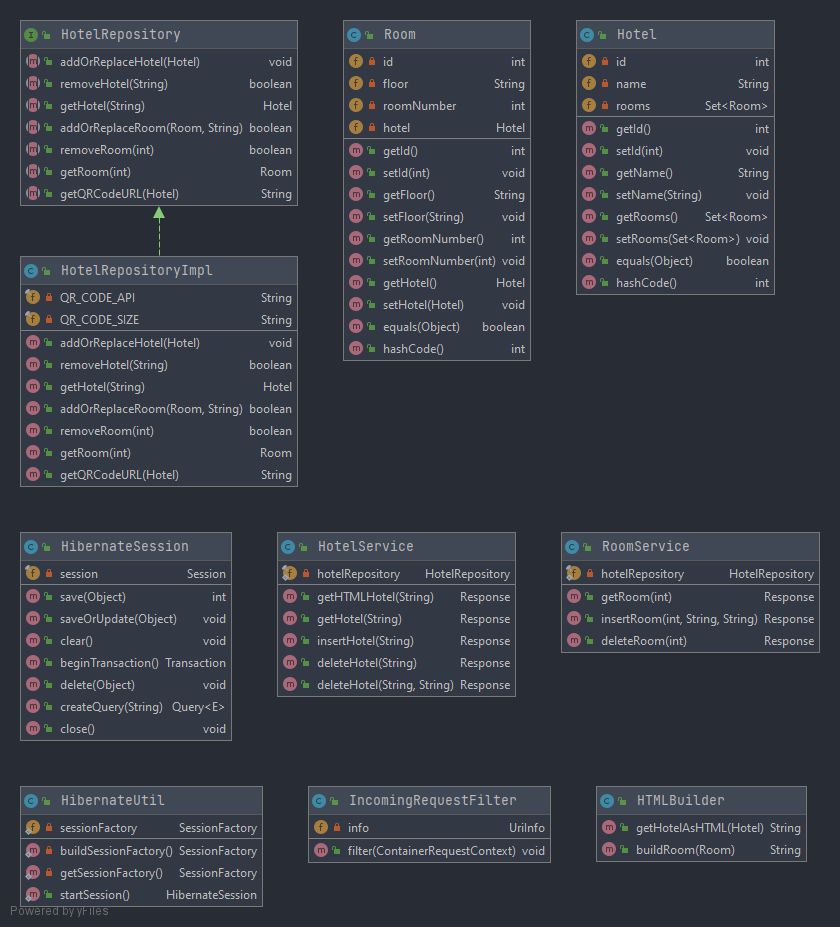 HotelRepository
addOrReplaceHotel(Hotel) void
removeHotel(String) boolean
getHotel(String) Hotel
addOrReplaceRoom(Room, String) boolean
removeRoom(int) boolean
getRoom(int) Room
getQRCodeURL(Hotel) String
Room
id int
floor String
roomNumber int
hotel Hotel
getId() int
setId(int) void
getFloor() String
setFloor(String) void
getRoomNumber() int
setRoomNumber(int) void
getHotel() Hotel
setHotel(Hotel) void
equals(Object) boolean
hashCode() int
Hotel
id int
name String
rooms Set<Room>
getId() int
setId(int) void
getName() String
setName(String) void
getRooms() Set<Room>
setRooms(Set<Room>) void
equals(Object) boolean
hashCode() int
HotelRepositoryImpl
QR_CODE_API String
QR_CODE_SIZE String
addOrReplaceHotel(Hotel) void
removeHotel(String) boolean
getHotel(String) Hotel
addOrReplaceRoom(Room, String) boolean
removeRoom(int) boolean
getRoom(int) Room
getQRCodeURL(Hotel) String
HibernateSession
session Session
save(Object) int
saveOrUpdate(Object) void
clear() void
beginTransaction() Transaction
delete(Object) void
createQuery(String) Query<E>
close() void
HotelService
hotelRepository HotelRepository
getHTMLHotel(String) Response
getHotel(String) Response
insertHotel(String) Response
deleteHotel(String) Response
deleteHotel(String, String) Response
RoomService
hotelRepository HotelRepository
getRoom(int) Response
insertRoom(int, String, String) Response
deleteRoom(int) Response
HibernateUtil
sessionFactory SessionFactory
buildSessionFactory() SessionFactory
getSessionFactory() SessionFactory
startSession() HibernateSession
IncomingRequestFilter
info UriInfo
filter(ContainerRequestContext) void
HTMLBuilder
getHotelAsHTML(Hotel) String
buildRoom(Room) String
Powered by yFiles